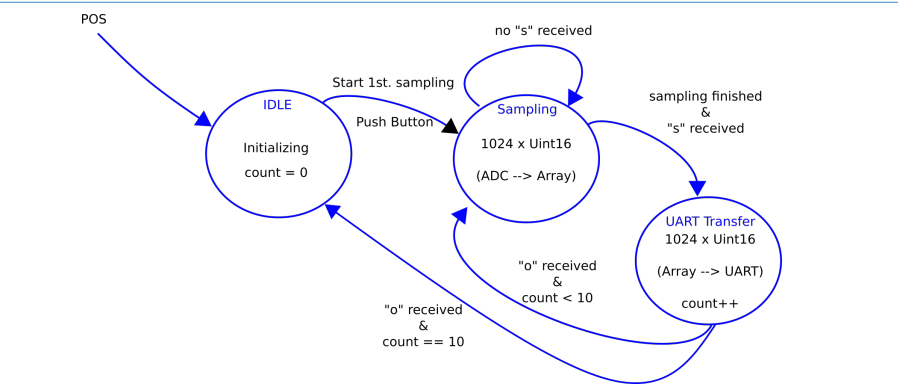 POS
no "s" received
Start 1st. sampling
Push Button
sampling finished
&
"s" received
IDLE
Initializing
count = 0
Sampling
1024 x Uint16
(ADC --> Array)
UART Transfer
1024 x Uint16
(Array --> UART)
count++
"o" received
&
count < 10
"o" received
&
count == 10